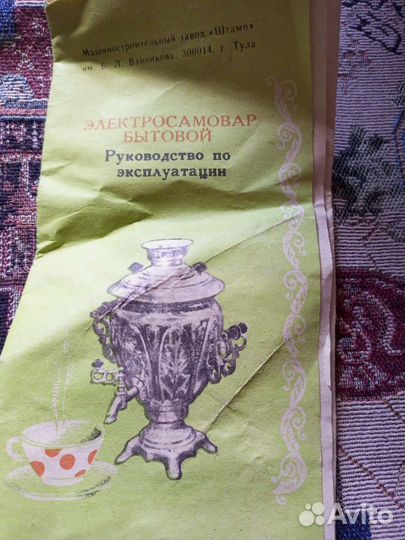 Машиностроительный завод «Штамп»
им. Б. Л. Ванникова, 300014, г. Тула
ЭЛЕКТРОСАМОВАР
БЫТОВОЙ
Руководство по
эксплуатации
Avito